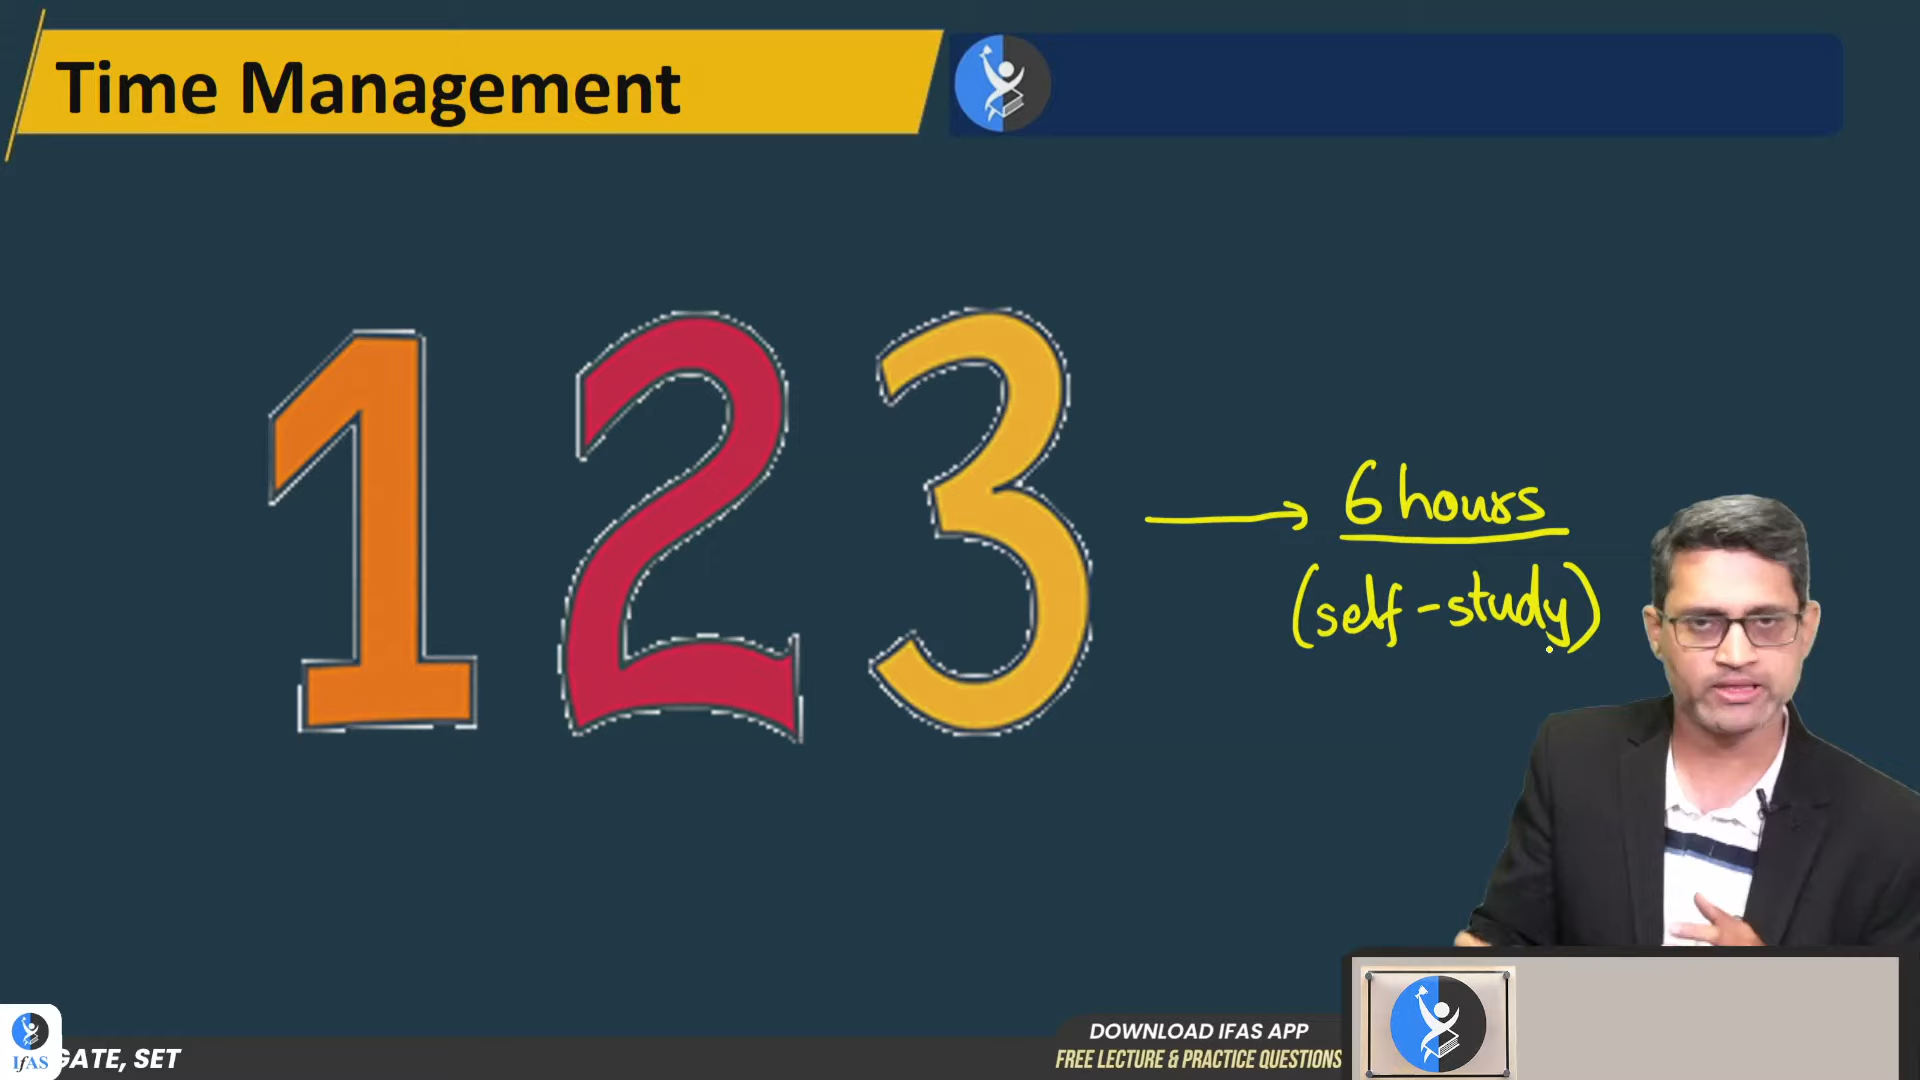 Time Management
1 2 3
6 hours
(self-study)
DOWNLOAD IFAS APP
FREE LECTURE & PRACTICE QUESTIONS
IFAS
GATE, SET